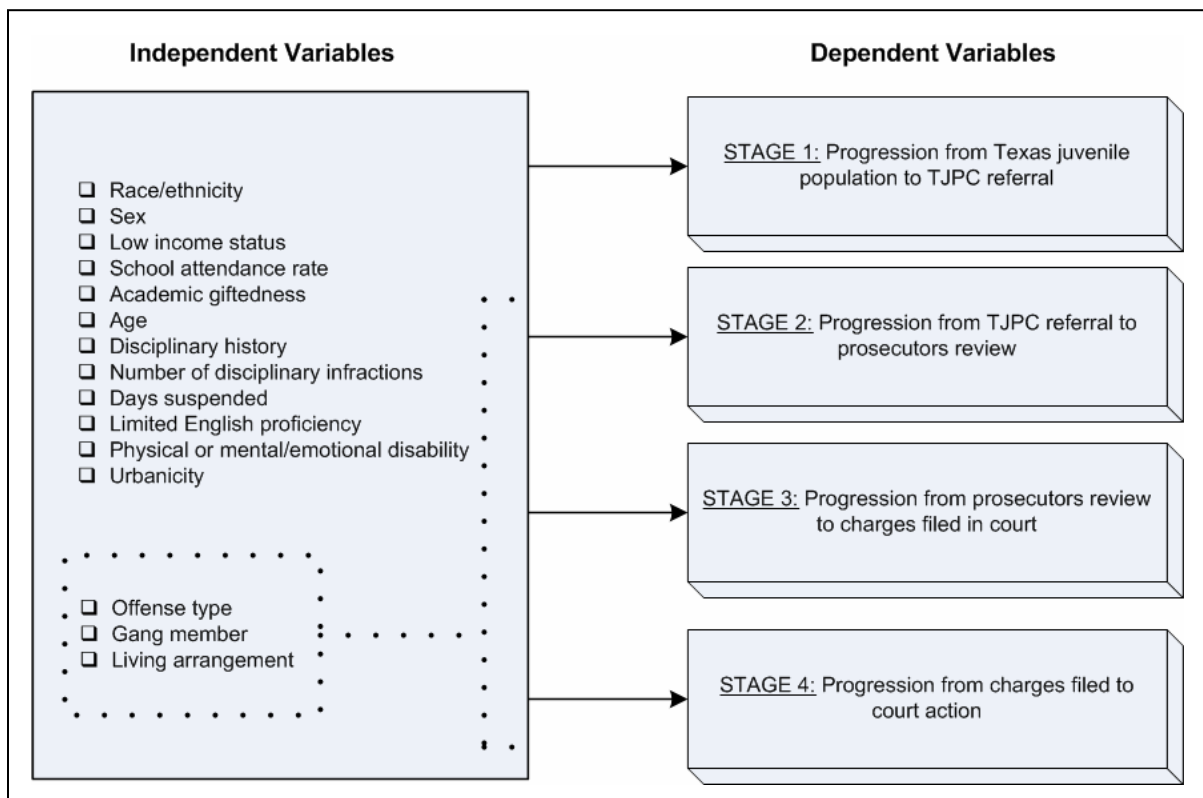 Independent Variables
Race/ethnicity
Sex
Low income status
School attendance rate
Academic giftedness
Age
Disciplinary history
Number of disciplinary infractions
Days suspended
Limited English proficiency
Physical or mental/emotional disability
Urbanicity
Offense type
Gang member
Living arrangement
Dependent Variables
STAGE 1: Progression from Texas juvenile
population to TJPC referral
STAGE 2: Progression from TJPC referral to
prosecutors review
STAGE 3: Progression from prosecutors review
to charges filed in court
STAGE 4: Progression from charges filed to
court action